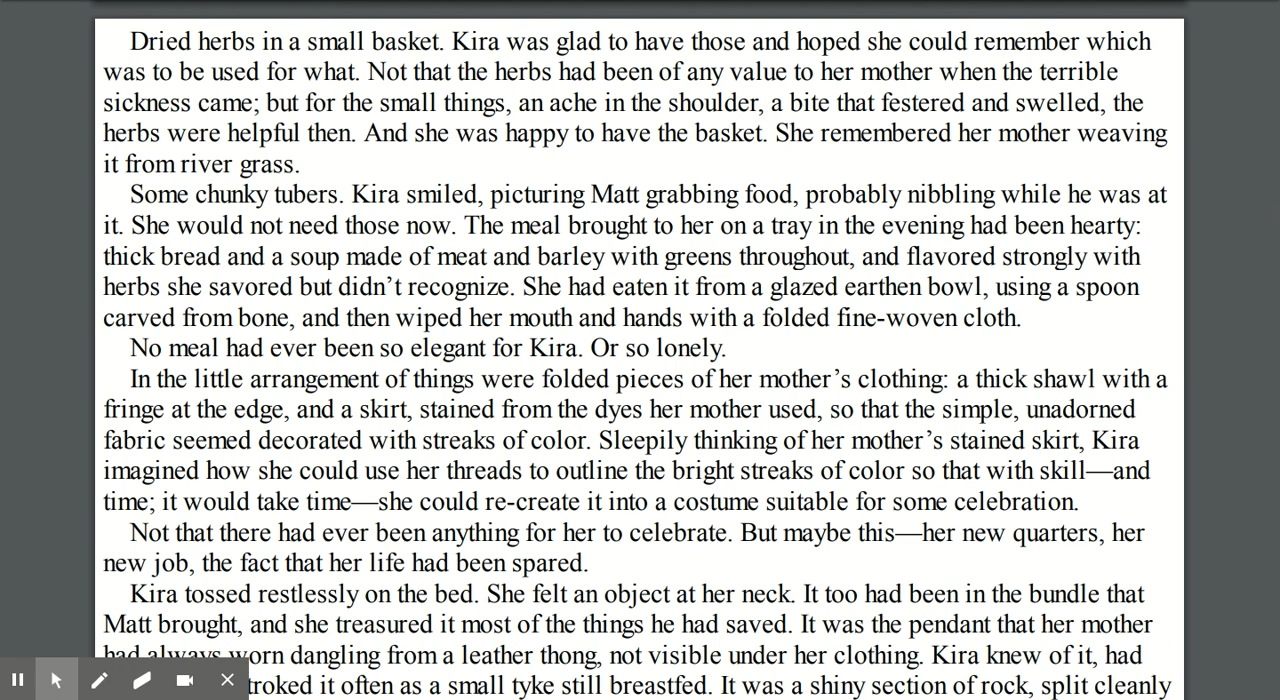 Dried herbs in a small basket. Kira was glad to have those and hoped she could remember which
was to be used for what. Not that the herbs had been of any value to her mother when the terrible
sickness came; but for the small things, an ache in the shoulder, a bite that festered and swelled, the
herbs were helpful then. And she was happy to have the basket. She remembered her mother weaving
it from river grass.
Some chunky tubers. Kira smiled, picturing Matt grabbing food, probably nibbling while he was at
it. She would not need those now. The meal brought to her on a tray in the evening had been hearty:
thick bread and a soup made of meat and barley with greens throughout, and flavored strongly with
herbs she savored but didn’t recognize. She had eaten it from a glazed earthen bowl, using a spoon
carved from bone, and then wiped her mouth and hands with a folded fine-woven cloth.
No meal had ever been so elegant for Kira. Or so lonely.
In the little arrangement of things were folded pieces of her mother’s clothing: a thick shawl with a
fringe at the edge, and a skirt, stained from the dyes her mother used, so that the simple, unadorned
fabric seemed decorated with streaks of color. Sleepily thinking of her mother’s stained skirt, Kira
imagined how she could use her threads to outline the bright streaks of color so that with skill—and
time; it would take time—she could re-create it into a costume suitable for some celebration.
Not that there had ever been anything for her to celebrate. But maybe this—her new quarters, her
new job, the fact that her life had been spared.
Kira tossed restlessly on the bed. She felt an object at her neck. It too had been in the bundle that
Matt brought, and she treasured it most of the things he had saved. It was the pendant that her mother
had always worn dangling from a leather thong, not visible under her clothing. Kira knew of it, had
troked it often as a small tyke still breastfed. It was a shiny section of rock, split cleanly